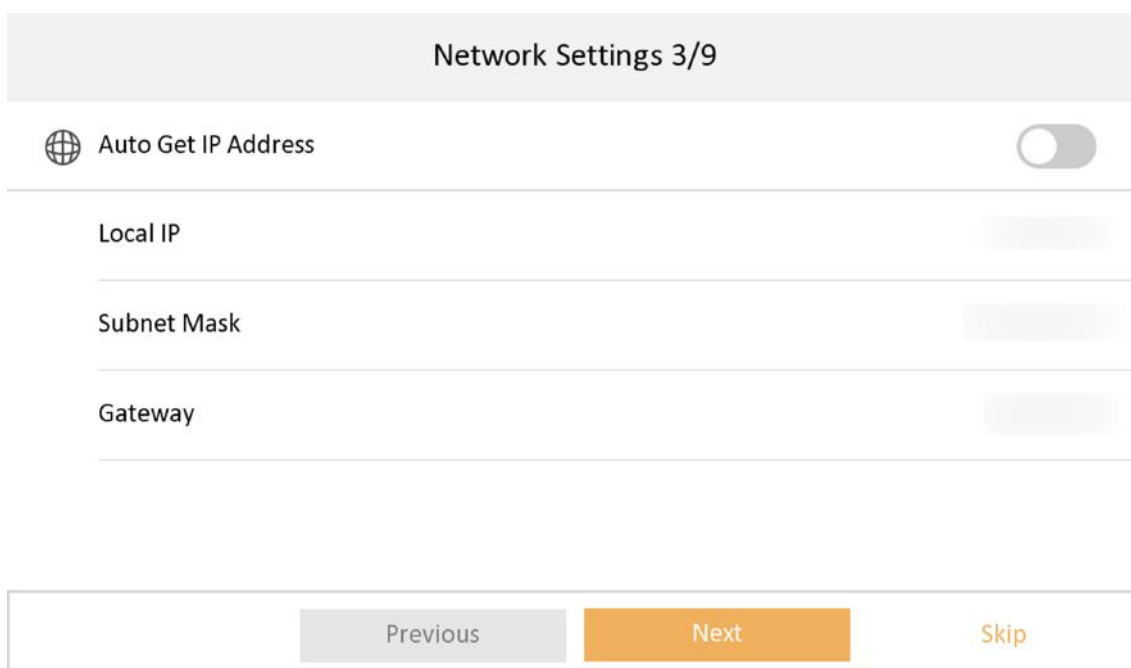 Network Settings 3/9
Auto Get IP Address
Local IP
Subnet Mask
Gateway
Previous Next Skip